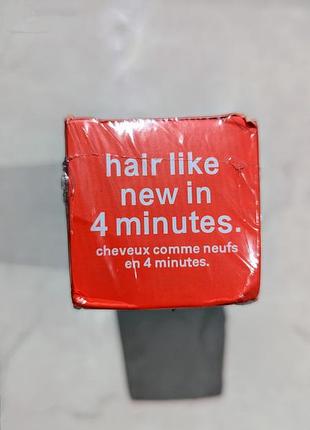 hair like
new in
4 minutes.
cheveux comme neufs
en 4 minutes.